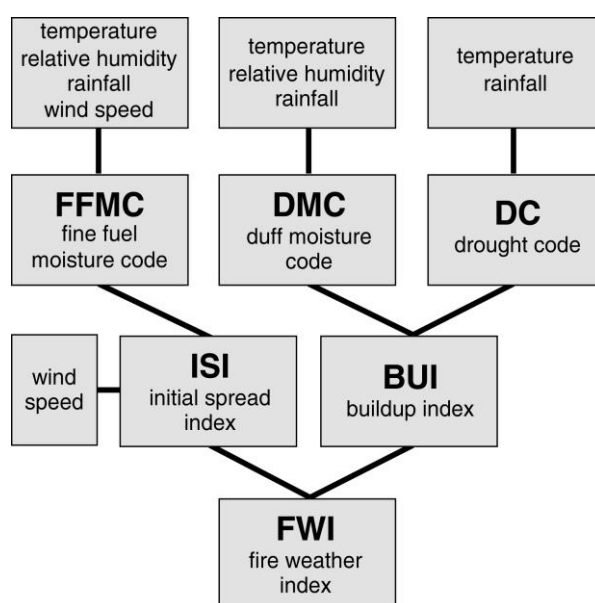 temperature
relative humidity
rainfall
wind speed
temperature
relative humidity
rainfall
temperature
rainfall
FFMC
fine fuel
moisture code
DMC
duff moisture
code
DC
drought code
wind
speed
ISI
initial spread
index
BUI
buildup index
FWI
fire weather
index